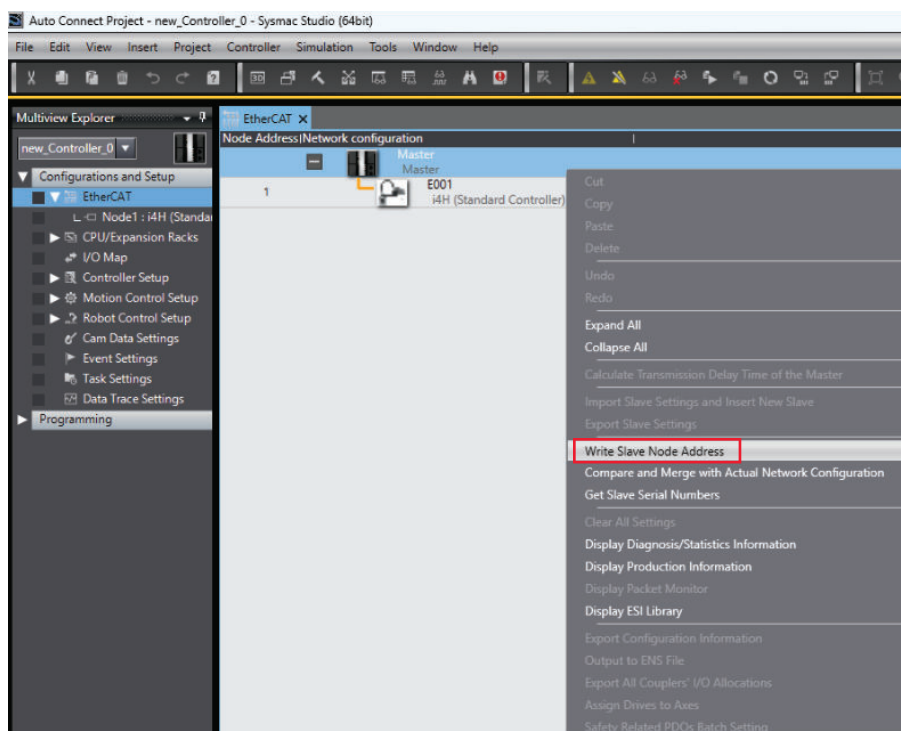 Auto Connect Project - new_Controller_0 - Sysmac Studio (64bit)
File Edit View Insert Project Controller Simulation Tools Window Help
Multiview Explorer
new_Controller_0
Configurations and Setup
EtherCAT
Node1 : i4H (Standa
CPU/Expansion Racks
I/O Map
Controller Setup
Motion Control Setup
Robot Control Setup
Cam Data Settings
Event Settings
Task Settings
Data Trace Settings
Programming
EtherCAT
Node Address|Network configuration
Master
Master
1
E001
i4H (Standard Controller)
Cut
Copy
Paste
Delete
Undo
Redo
Expand All
Collapse All
Calculate Transmission Delay Time of the Master
Import Slave Settings and Insert New Slave
Export Slave Settings
Write Slave Node Address
Compare and Merge with Actual Network Configuration
Get Slave Serial Numbers
Clear All Settings
Display Diagnosis/Statistics Information
Display Production Information
Display Packet Monitor
Display ESI Library
Export Configuration Information
Output to ENS File
Export All Couplers' I/O Allocations
Assign Drives to Axes
Safety Related PDOs Batch Setting